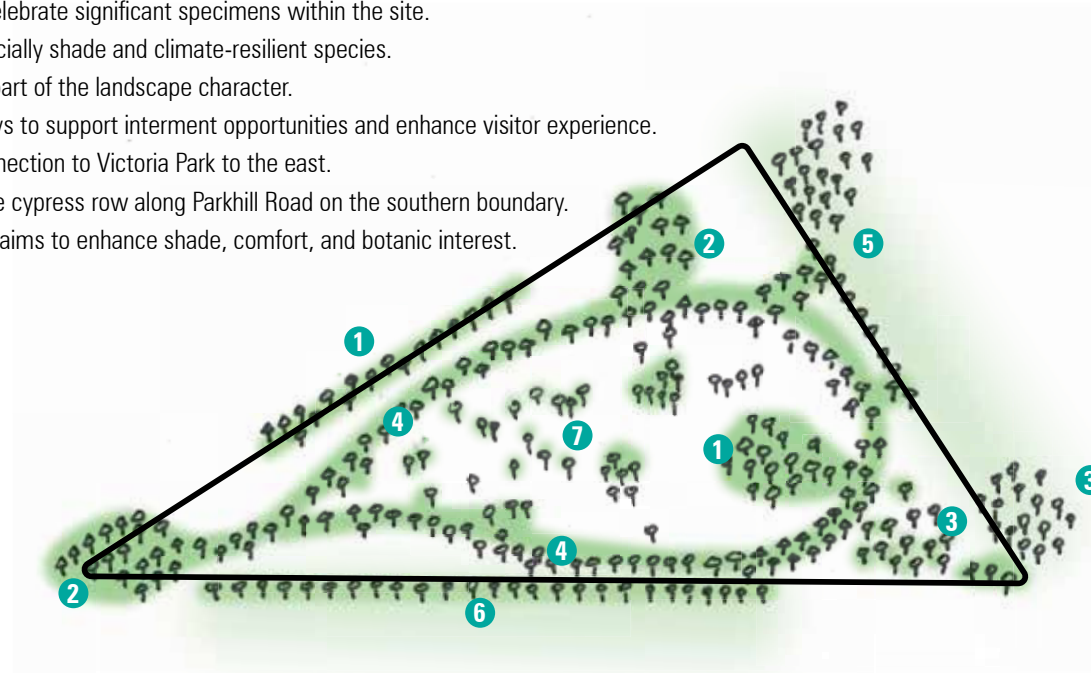 elebrate significant specimens within the site.
cially shade and climate-resilient species.
art of the landscape character.
ys to support interment opportunities and enhance visitor experience.
nection to Victoria Park to the east.
e cypress row along Parkhill Road on the southern boundary.
aims to enhance shade, comfort, and botanic interest.
2
5
1
4
7
1
3
3
4
2
6